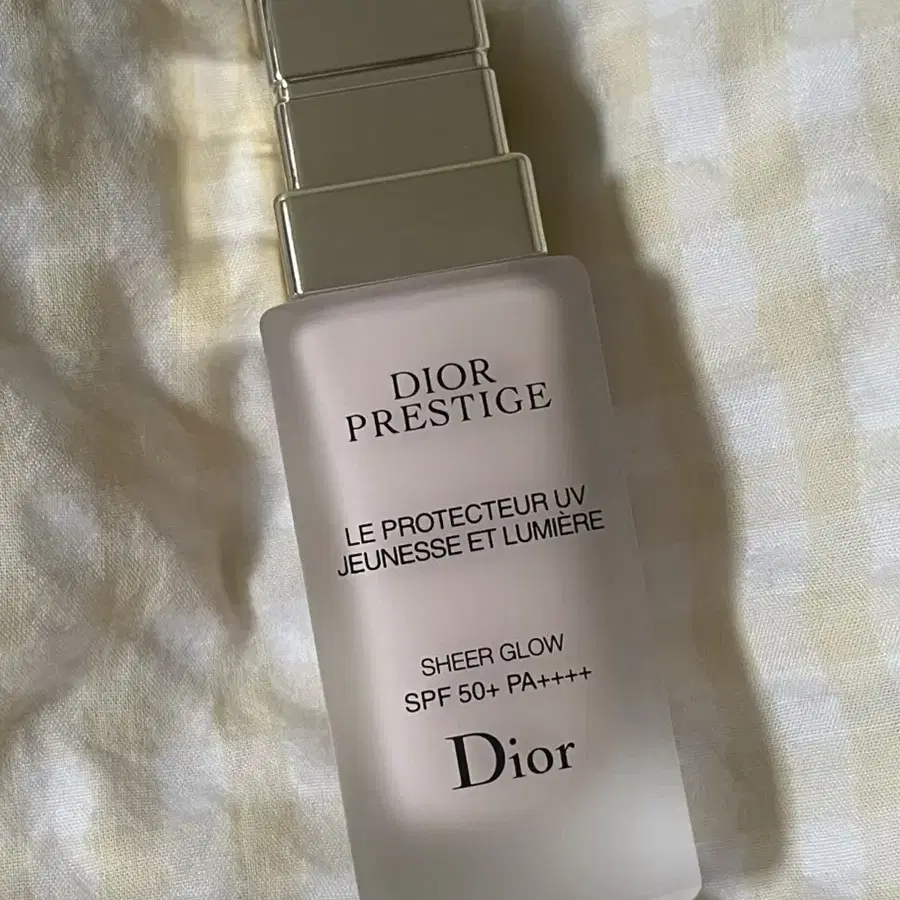 DIOR
PRESTIGE
LE PROTECTEUR UV
JEUNESSE ET LUMIÈRE
SHEER GLOW
SPF 50+ PA++++
Dior